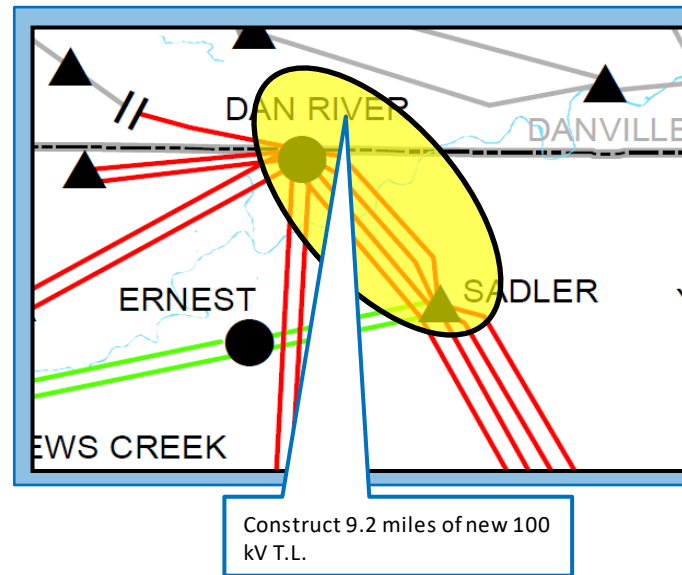 DAN RIVER
DANVILLE
ERNEST
SADLER
EWS CREEK
Construct 9.2 miles of new 100
kV T.L.